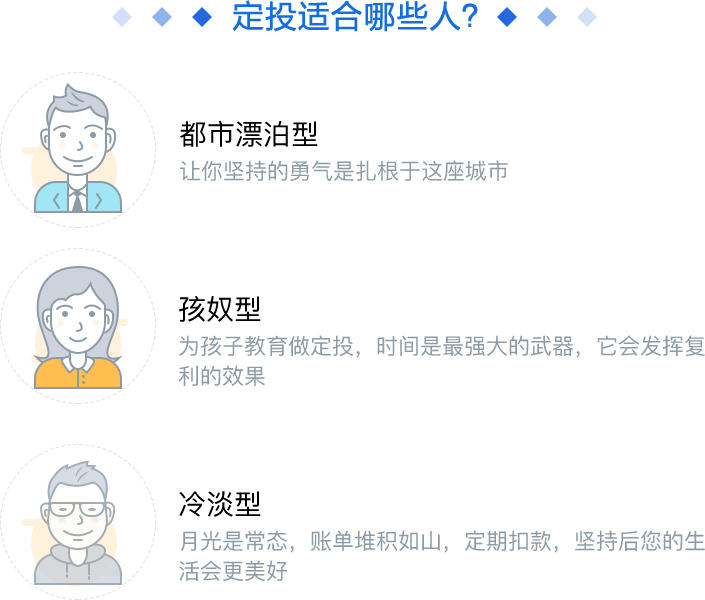 定投适合哪些人?
都市漂泊型
让你坚持的勇气是扎根于这座城市
孩奴型
为孩子教育做定投，时间是最强大的武器，它会发挥复
利的效果
冷淡型
月光是常态，账单堆积如山，定期扣款，坚持后您的生
活会更美好